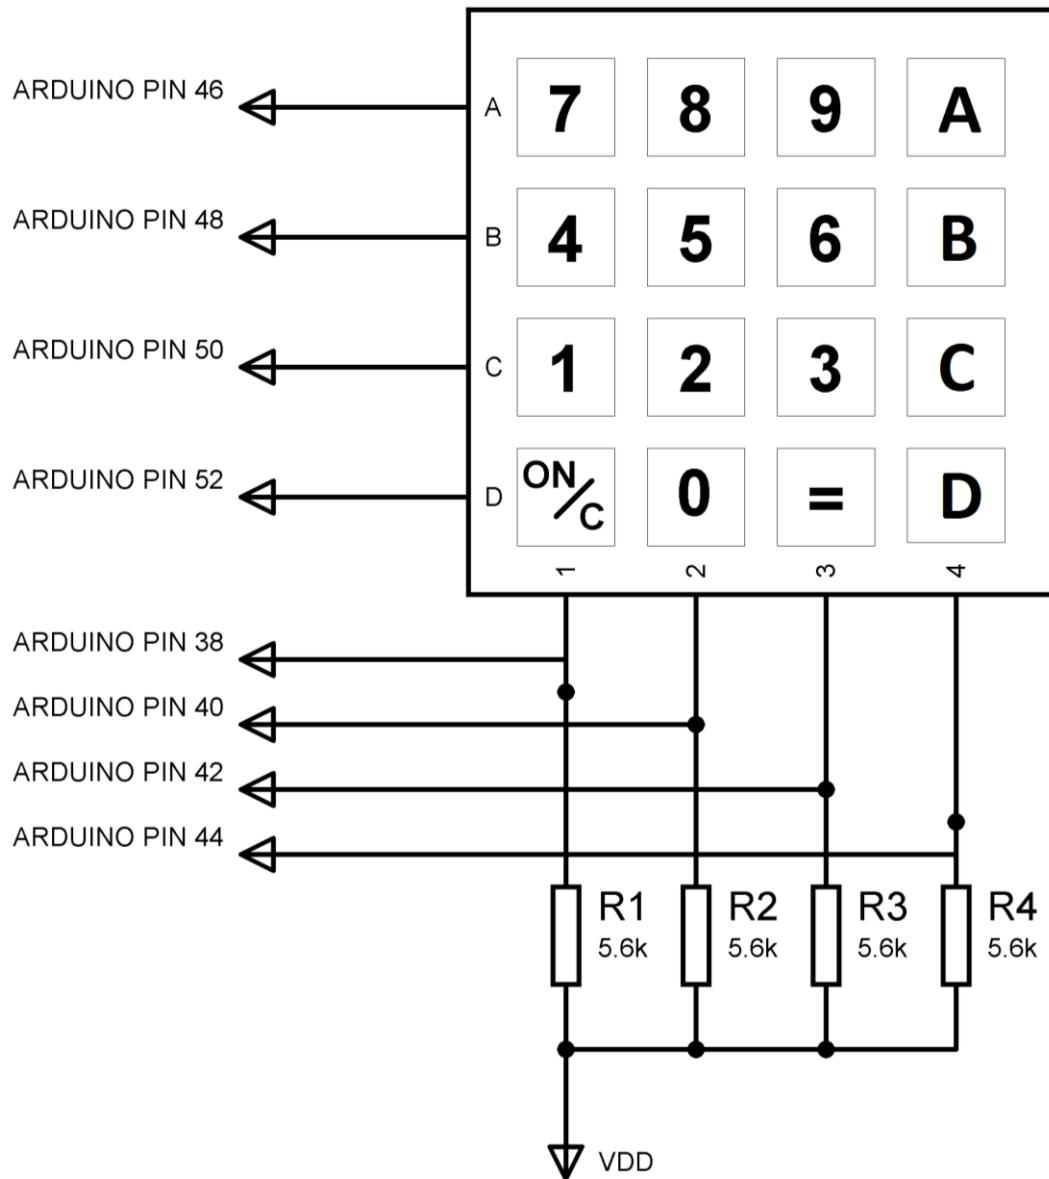 ARDUINO PIN 46
A 7 8 9 A
ARDUINO PIN 48
B 4 5 6 B
ARDUINO PIN 50
C 1 2 3 C
ARDUINO PIN 52
D ON/C 0 = D
1 2 3 4
ARDUINO PIN 38
ARDUINO PIN 40
ARDUINO PIN 42
ARDUINO PIN 44
R1 R2 R3 R4
5.6k 5.6k 5.6k 5.6k
VDD